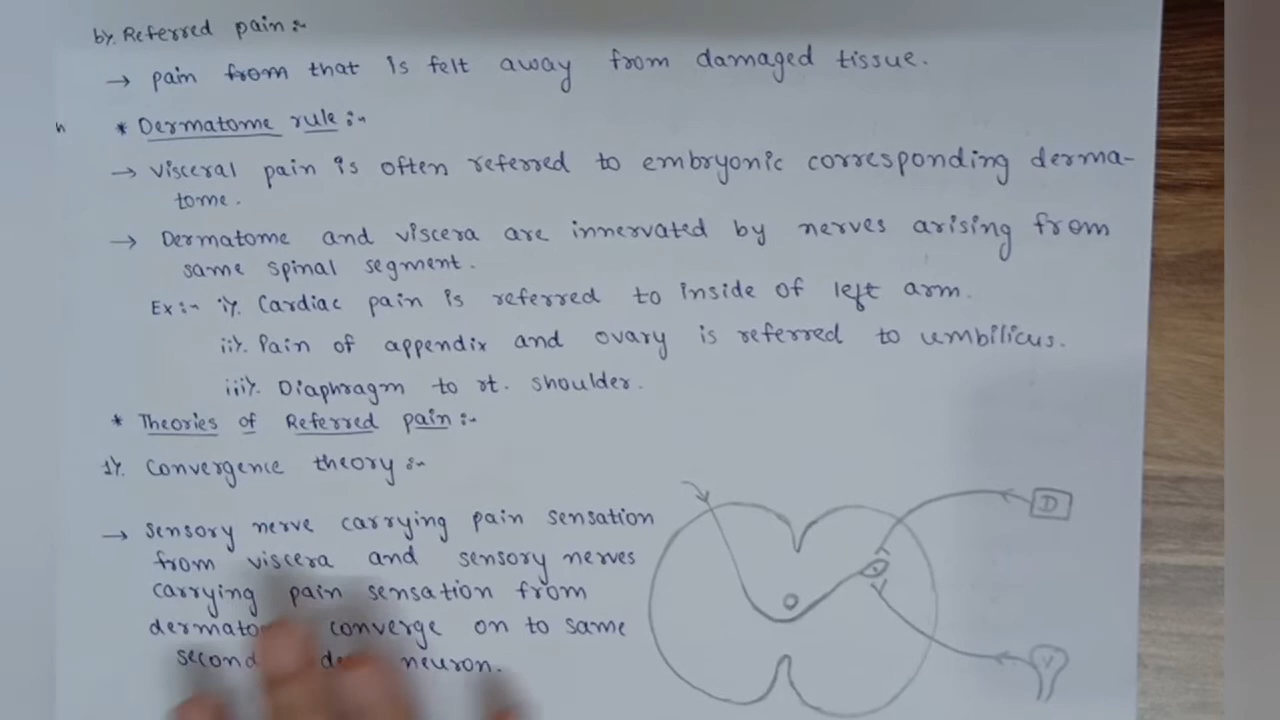 by. Referred pain :-
→ pain from that is felt away from damaged tissue.
* Dermatome rule :-
→ Visceral pain is often referred to embryonic corresponding derma-
tome.
→ Dermatome and viscera are innervated by nerves arising from
same spinal segment.
Ex :- i%. Cardiac pain is referred to inside of left arm.
ii%. Pain of appendix and ovary is referred to umbilicus.
iii%. Diaphragm to rt. shoulder.
* Theories of Referred pain :-
1%. Convergence theory :-
→ Sensory nerve carrying pain sensation
from viscera and sensory nerves
carrying pain sensation from
converge on to same
neuron.
D
V